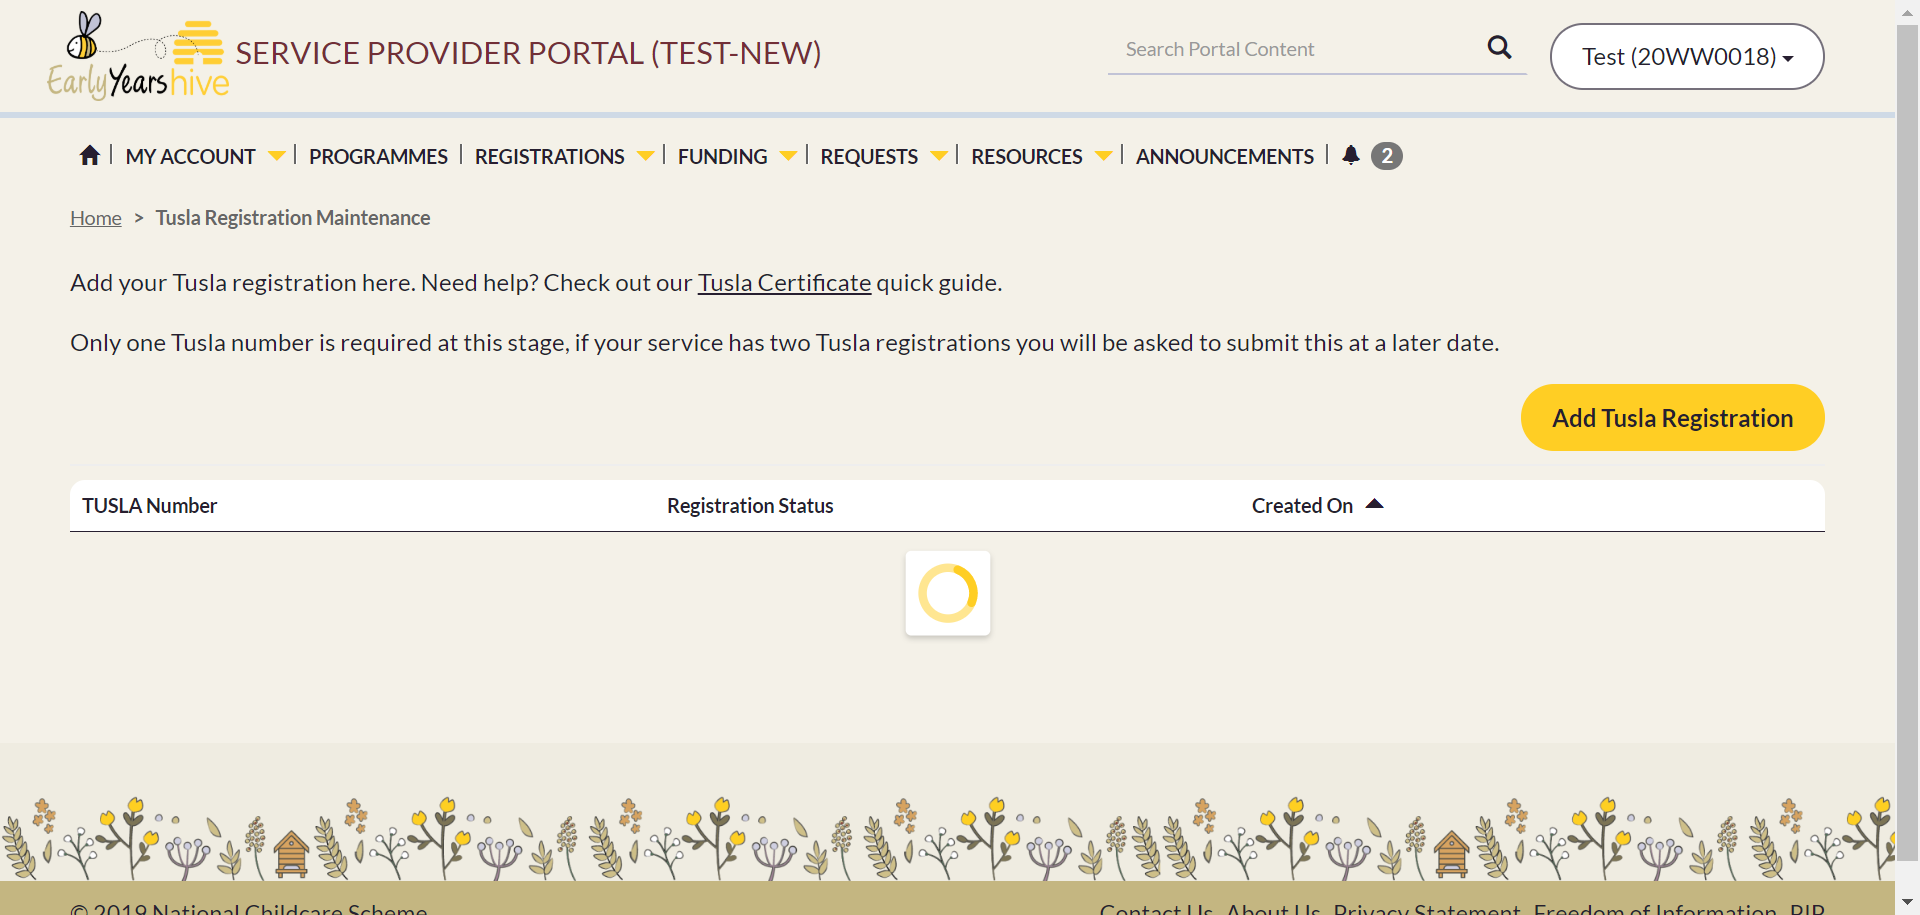 EarlyYearshive
SERVICE PROVIDER PORTAL (TEST-NEW)
Search Portal Content
Test (20WW0018)
MY ACCOUNT
PROGRAMMES
REGISTRATIONS
FUNDING
REQUESTS
RESOURCES
ANNOUNCEMENTS
2
Home > Tusla Registration Maintenance
Add your Tusla registration here. Need help? Check out our Tusla Certificate quick guide.
Only one Tusla number is required at this stage, if your service has two Tusla registrations you will be asked to submit this at a later date.
Add Tusla Registration
TUSLA Number
Registration Status
Created On
© 2019 National Childcare Scheme
Contact Us About Us Privacy Statement Freedom of Information PIP